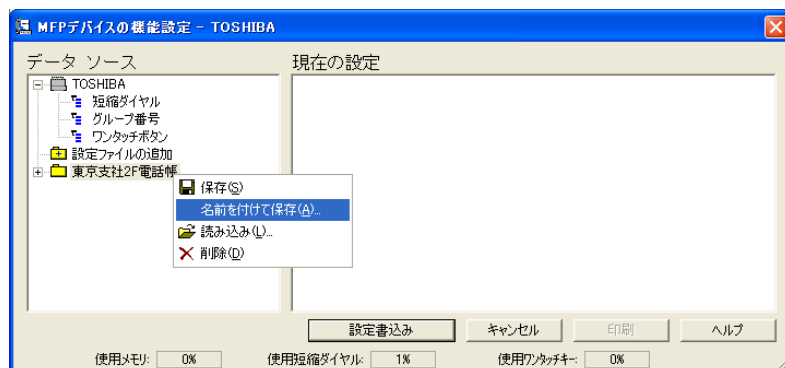 MFPデバイスの機能設定 - TOSHIBA
データ ソース
現在の設定
TOSHIBA
短縮ダイヤル
グループ番号
ワンタッチボタン
設定ファイルの追加
東京支社2F電話帳
保存(S)
名前を付けて保存(A)...
読み込み(L)...
削除(D)
設定書込み キャンセル 印刷 ヘルプ
使用メモリ: 0% 使用短縮ダイヤル: 1% 使用ワンタッチキー: 0%